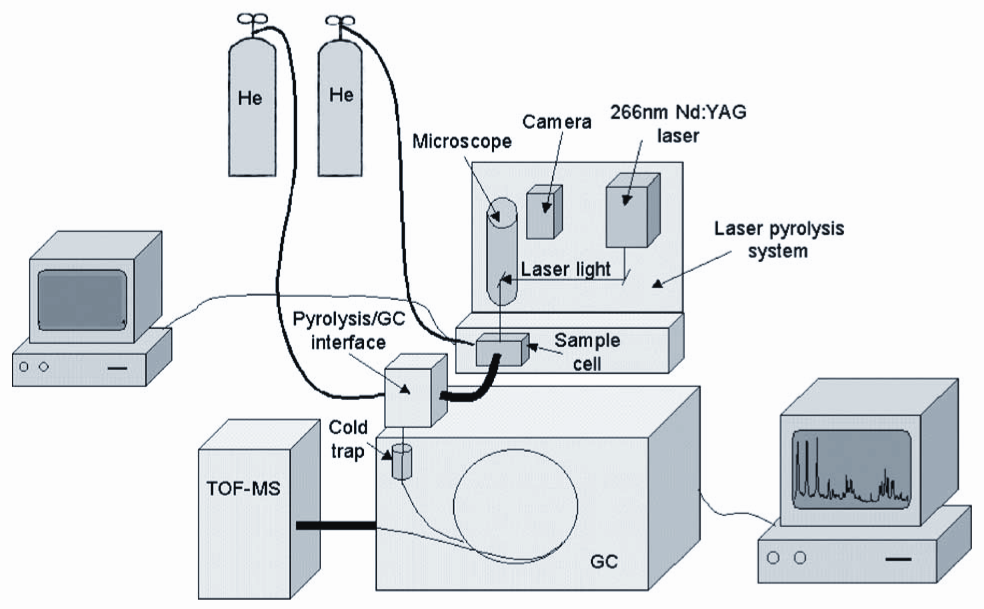 He
He
Microscope
Camera
266nm Nd:YAG
laser
Laser pyrolysis
system
Laser light
Pyrolysis/GC
interface
Sample
cell
Cold
trap
TOF-MS
GC